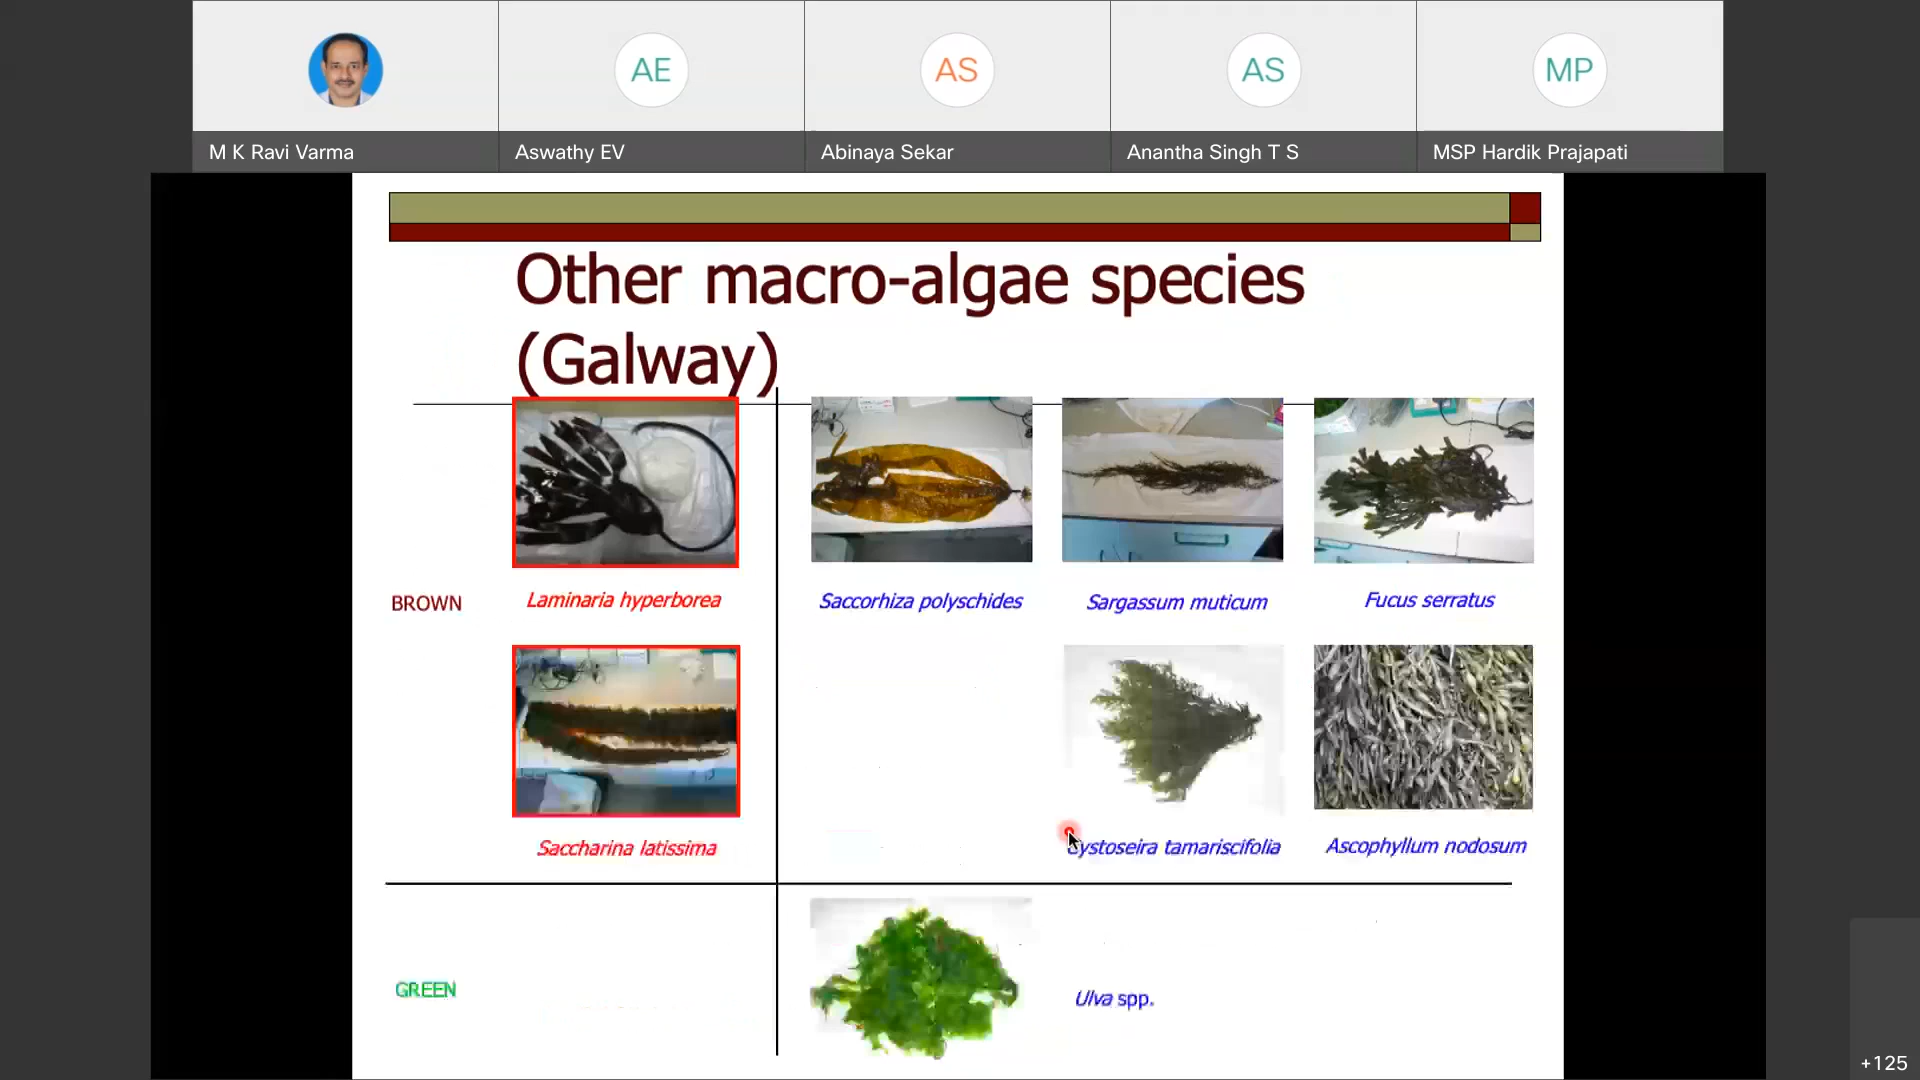 AE
AS
AS
MP
M K Ravi Varma
Aswathy EV
Abinaya Sekar
Anantha Singh T S
MSP Hardik Prajapati
Other macro-algae species
(Galway)
BROWN
Laminaria hyperborea
Saccorhiza polyschides
Sargassum muticum
Fucus serratus
Saccharina latissima
Cystoseira tamariscifolia
Ascophyllum nodosum
GREEN
Ulva spp.
+125